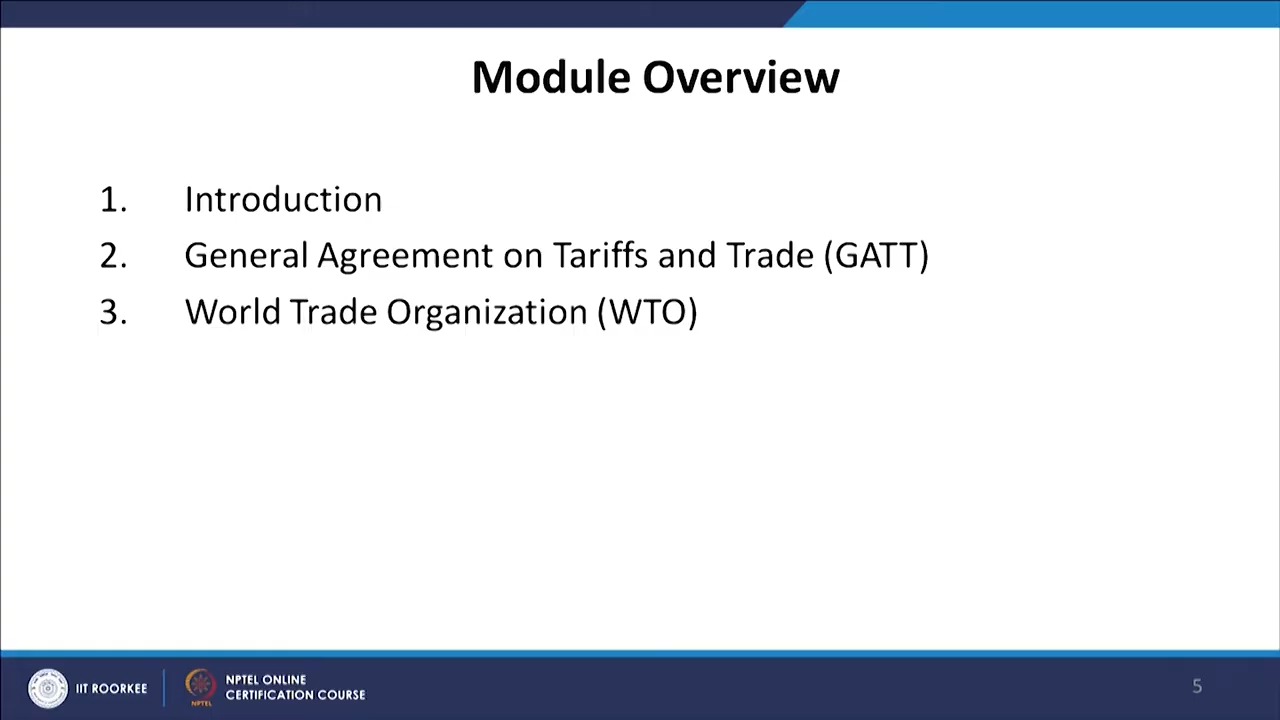 Module Overview
1. Introduction
2. General Agreement on Tariffs and Trade (GATT)
3. World Trade Organization (WTO)
IIT ROORKEE
NPTEL
NPTEL ONLINE
CERTIFICATION COURSE
5